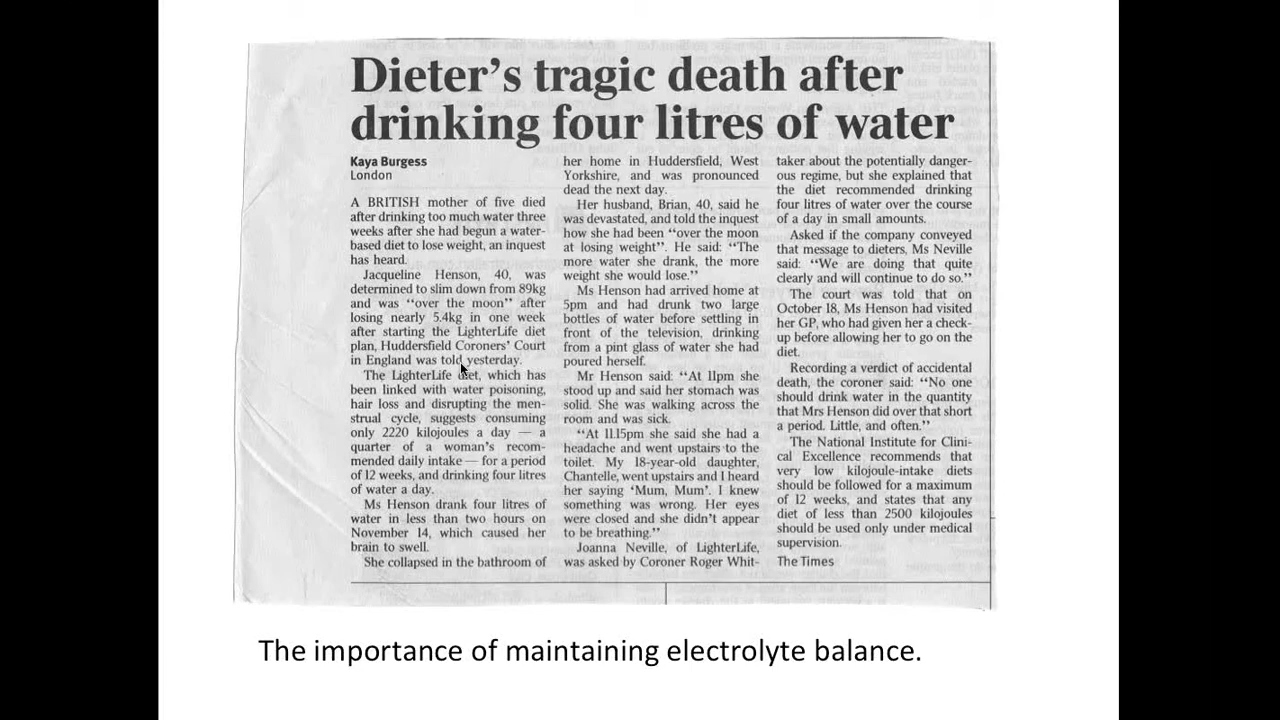 Dieter's tragic death after
drinking four litres of water
Kaya Burgess
London
A BRITISH mother of five died
after drinking too much water three
weeks after she had begun a water-
based diet to lose weight, an inquest
has heard.
Jacqueline Henson, 40, was
determined to slim down from 89kg
and was “over the moon” after
losing nearly 5.4kg in one week
after starting the LighterLife diet
plan, Huddersfield Coroners' Court
in England was told yesterday.
The LighterLife diet, which has
been linked with water poisoning,
hair loss and disrupting the men-
strual cycle, suggests consuming
only 2220 kilojoules a day — a
quarter of a woman's recom-
mended daily intake — for a period
of 12 weeks, and drinking four litres
of water a day.
Ms Henson drank four litres of
water in less than two hours on
November 14, which caused her
brain to swell.
She collapsed in the bathroom of
her home in Huddersfield, West
Yorkshire, and was pronounced
dead the next day.
Her husband, Brian, 40, said he
was devastated, and told the inquest
how she had been “over the moon
at losing weight”. He said: “The
more water she drank, the more
weight she would lose.”
Ms Henson had arrived home at
5pm and had drunk two large
bottles of water before settling in
front of the television, drinking
from a pint glass of water she had
poured herself.
Mr Henson said: “At 11pm she
stood up and said her stomach was
solid. She was walking across the
room and was sick.
“At 11.15pm she said she had a
headache and went upstairs to the
toilet. My 18-year-old daughter,
Chantelle, went upstairs and I heard
her saying ‘Mum, Mum’. I knew
something was wrong. Her eyes
were closed and she didn't appear
to be breathing.”
Joanna Neville, of LighterLife,
was asked by Coroner Roger Whit-
taker about the potentially danger-
ous regime, but she explained that
the diet recommended drinking
four litres of water over the course
of a day in small amounts.
Asked if the company conveyed
that message to dieters, Ms Neville
said: “We are doing that quite
clearly and will continue to do so.”
The court was told that on
October 18, Ms Henson had visited
her GP, who had given her a check-
up before allowing her to go on the
diet.
Recording a verdict of accidental
death, the coroner said: “No one
should drink water in the quantity
that Mrs Henson did over that short
a period. Little, and often.”
The National Institute for Clini-
cal Excellence recommends that
very low kilojoule-intake diets
should be followed for a maximum
of 12 weeks, and states that any
diet of less than 2500 kilojoules
should be used only under medical
supervision.
The Times
The importance of maintaining electrolyte balance.